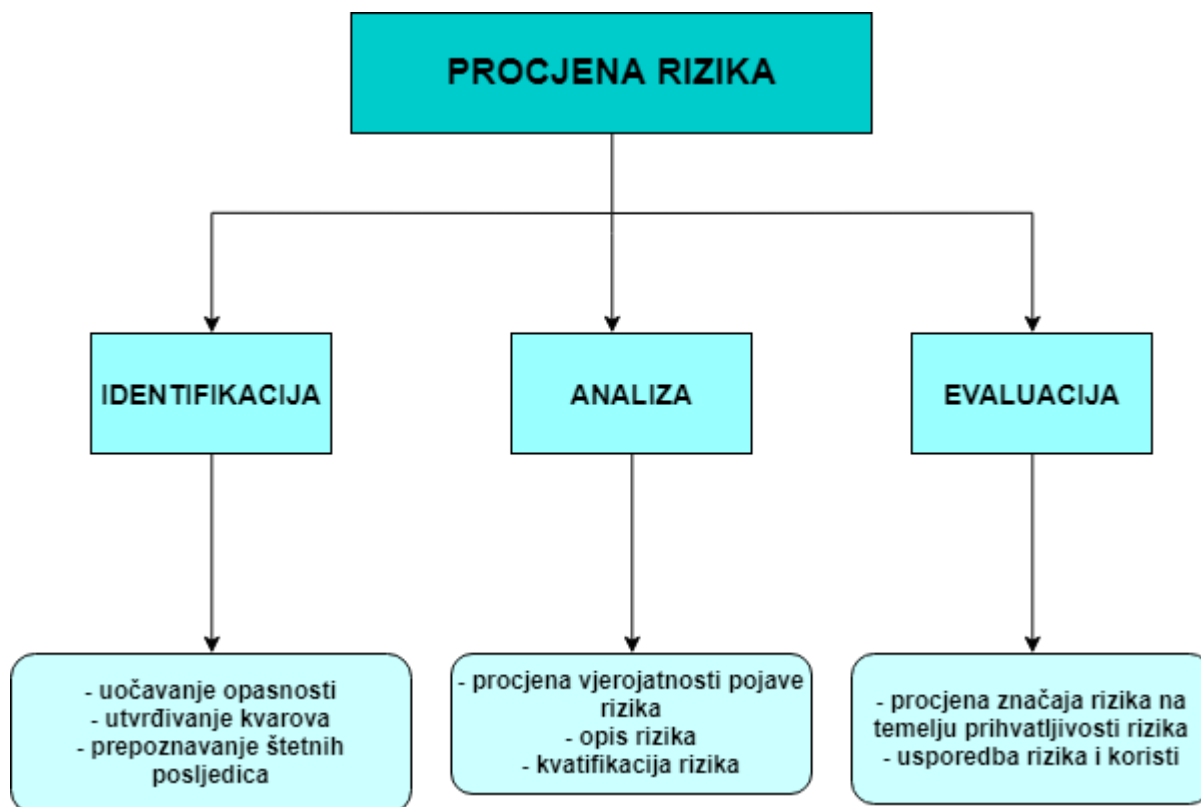 PROCJENA RIZIKA
IDENTIFIKACIJA
ANALIZA
EVALUACIJA
- uočavanje opasnosti
- utvrđivanje kvarova
- prepoznavanje štetnih
posljedica
- procjena vjerojatnosti pojave
rizika
- opis rizika
- kvatifikacija rizika
- procjena značaja rizika na
temelju prihvatljivosti rizika
- usporedba rizika i koristi